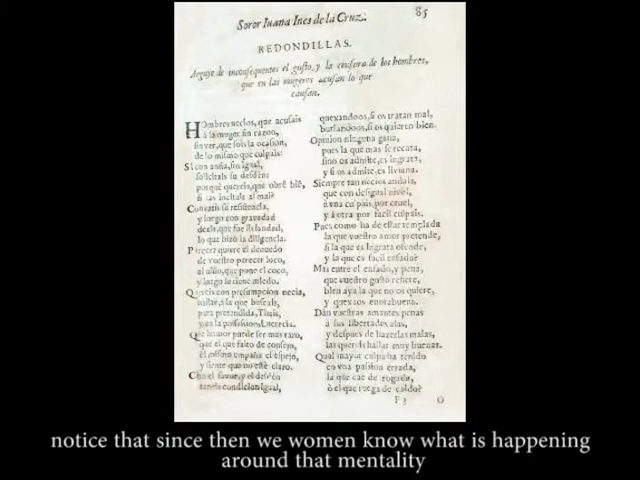 Soror Iuana Ines de la Cruz.
85
REDONDILLAS.
Arguye de inconsequentes el gusto, y la censura de los hombres,
que en las mugeres acusan lo que
causan.
Hombres necios, que acusais
à la muger sin razon,
sin ver, que sois la ocasion,
de lo mismo que culpais:
Si con ansia sin igual,
solicitais su desden
porquè quereis, que obrẽ biẽ,
si las incitais al mal?
Combatis su resistencia,
y luego con gravedad
dezis, que fue liviandad,
lo que hizo la diligencia.
Parecer quiere el denuedo
de vuestro parecer loco,
al niño, que pone el coco,
y luego le tiene miedo.
Quereis con presumpcion necia,
hallar à la que buscais,
para pretendida, Thais,
y en la possession, Lucrecia.
Que humor puede ser mas raro,
que el que falto de consejo,
èl mismo empaña el espejo,
y siente que no estè claro.
Con el favor, y el desdèn
teneis condicion igual,
quexandoos, si os tratan mal,
burlandoos, si os quieren bien.
Opinion ninguna gana,
pues la que mas se recata,
sino os admite, es ingrata,
y si os admite, es liviana.
Siempre tan necios andais,
que con desigual nivel,
à una culpais por cruel,
y à otra por facil culpais.
Pues como ha de estar templada
la que vuestro amor pretende,
si la que es ingrata ofende,
y la que es facil enfada?
Mas entre el enfado, y pena,
que vuestro gusto refiere,
bien aya la que no os quiere,
y quexaos enorabuena.
Dàn vuestras amantes penas
à sus libertades alas,
y despues de hazerlas malas,
las quereis hallar muy buenas.
Qual mayor culpa ha tenido
en una passion errada,
la que cae de rogada,
ò el que ruega de caido?
F3
O
notice that since then we women know what is happening
around that mentality